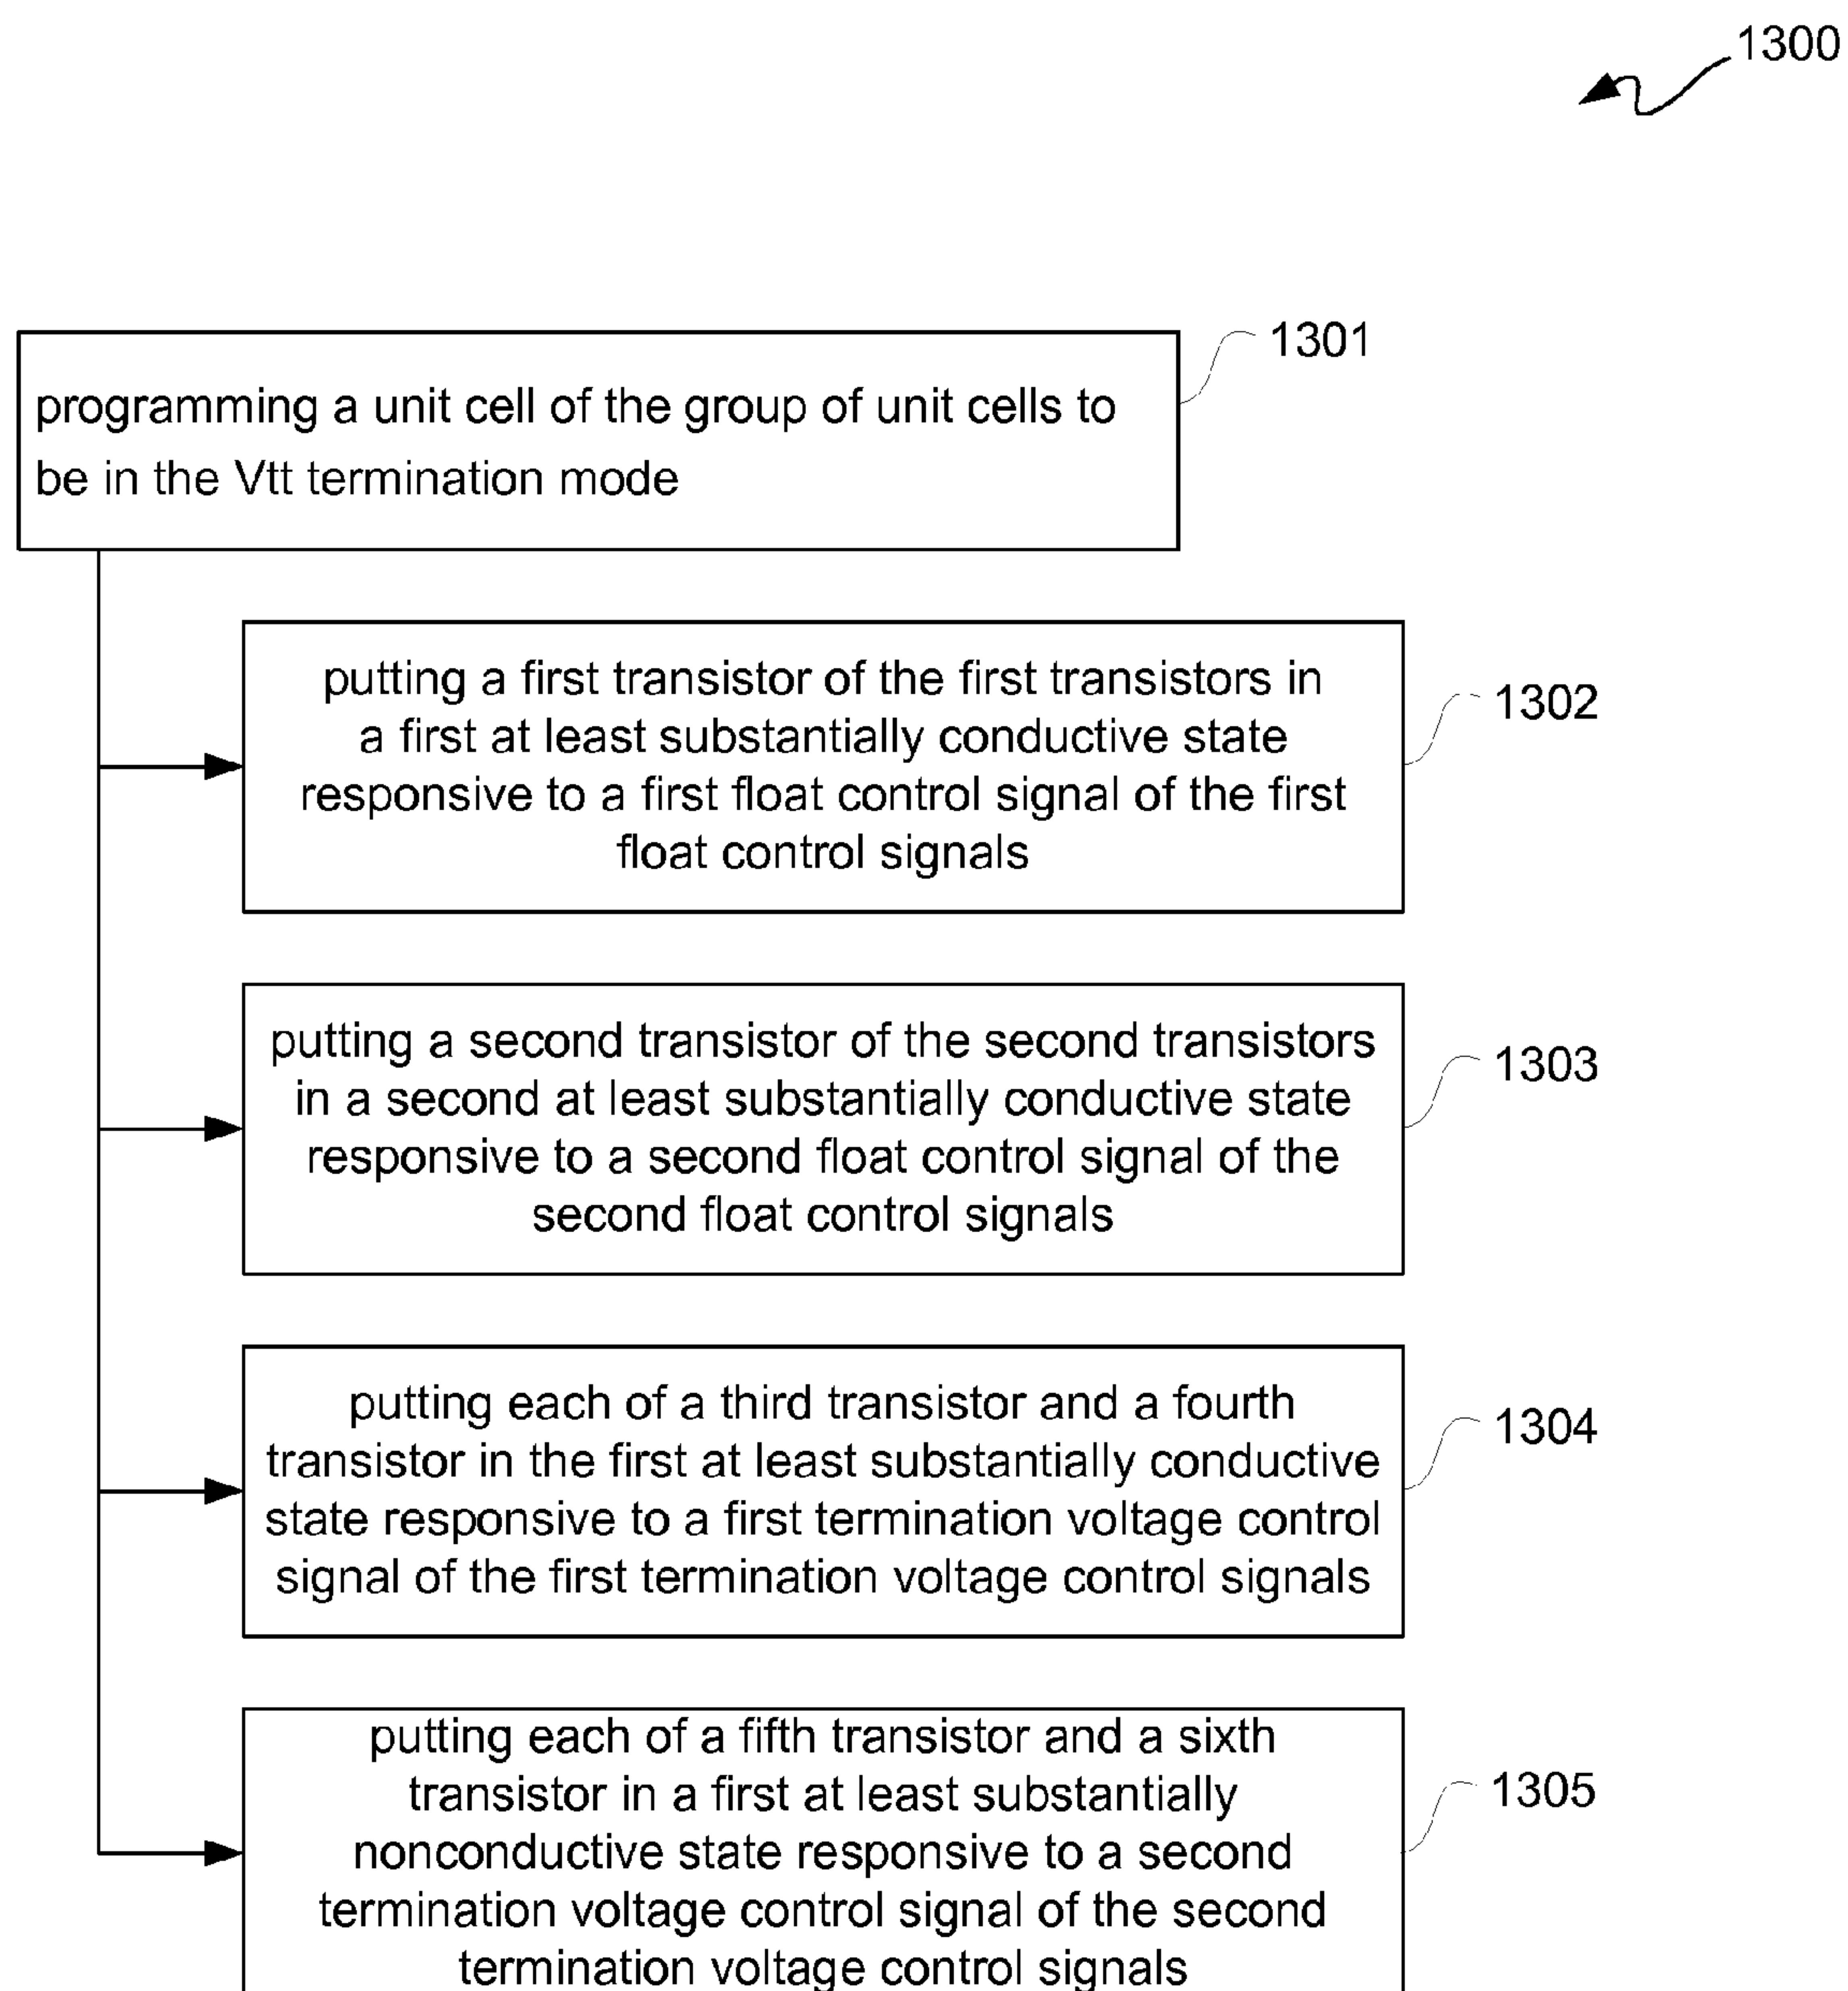 1300
programming a unit cell of the group of unit cells to
be in the Vtt termination mode
1301
putting a first transistor of the first transistors in
a first at least substantially conductive state
responsive to a first float control signal of the first
float control signals
1302
putting a second transistor of the second transistors
in a second at least substantially conductive state
responsive to a second float control signal of the
second float control signals
1303
putting each of a third transistor and a fourth
transistor in the first at least substantially conductive
state responsive to a first termination voltage control
signal of the first termination voltage control signals
1304
putting each of a fifth transistor and a sixth
transistor in a first at least substantially
nonconductive state responsive to a second
termination voltage control signal of the second
termination voltage control signals
1305